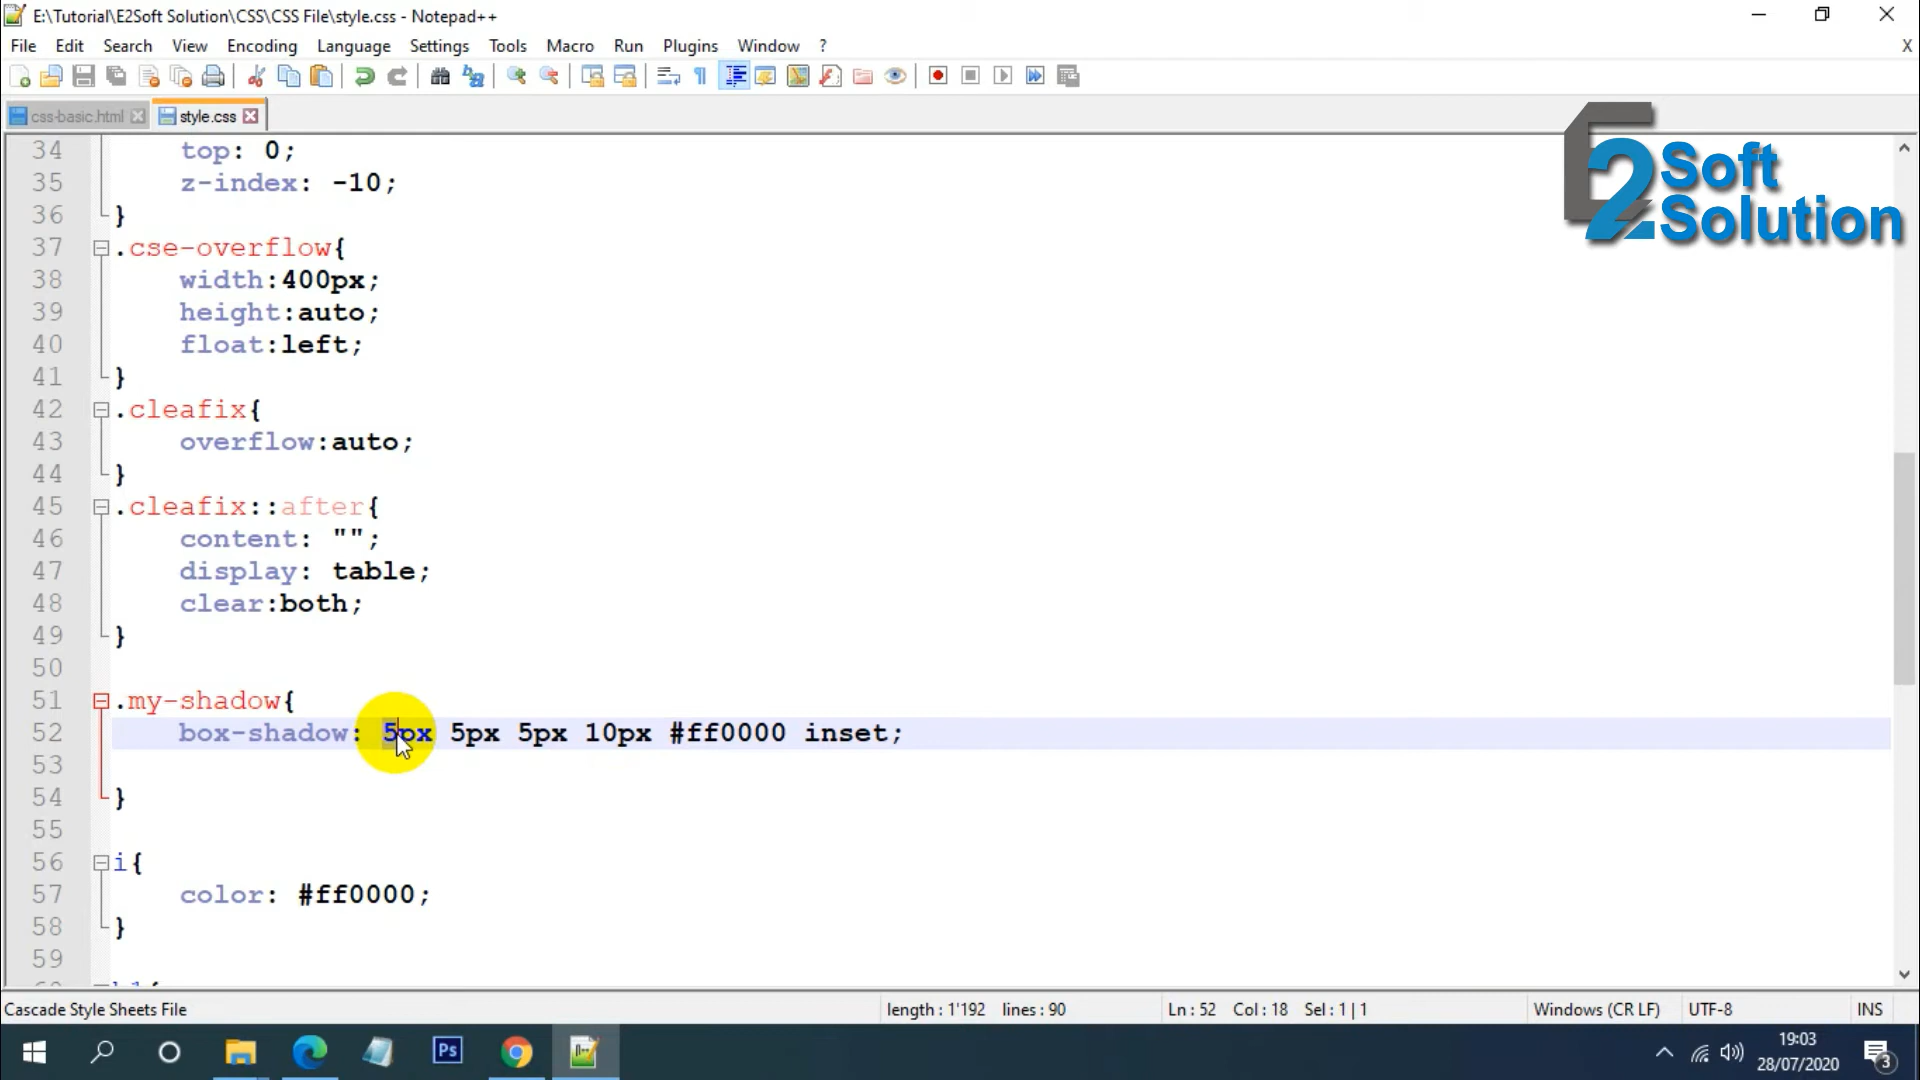 E:\Tutorial\E2Soft Solution\CSS\CSS File\style.css - Notepad++
File Edit Search View Encoding Language Settings Tools Macro Run Plugins Window ? X
css-basic.html style.css
E2 Soft
Solution
34 top: 0;
35 z-index: -10;
36 }
37 .cse-overflow{
38 width:400px;
39 height:auto;
40 float:left;
41 }
42 .cleafix{
43 overflow:auto;
44 }
45 .cleafix::after{
46 content: "";
47 display: table;
48 clear:both;
49 }
50
51 .my-shadow{
52 box-shadow: 5px 5px 5px 10px #ff0000 inset;
53
54 }
55
56 i{
57 color: #ff0000;
58 }
59
Cascade Style Sheets File length : 1'192 lines : 90 Ln : 52 Col : 18 Sel : 1 | 1 Windows (CR LF) UTF-8 INS
Ps
19:03
28/07/2020
3